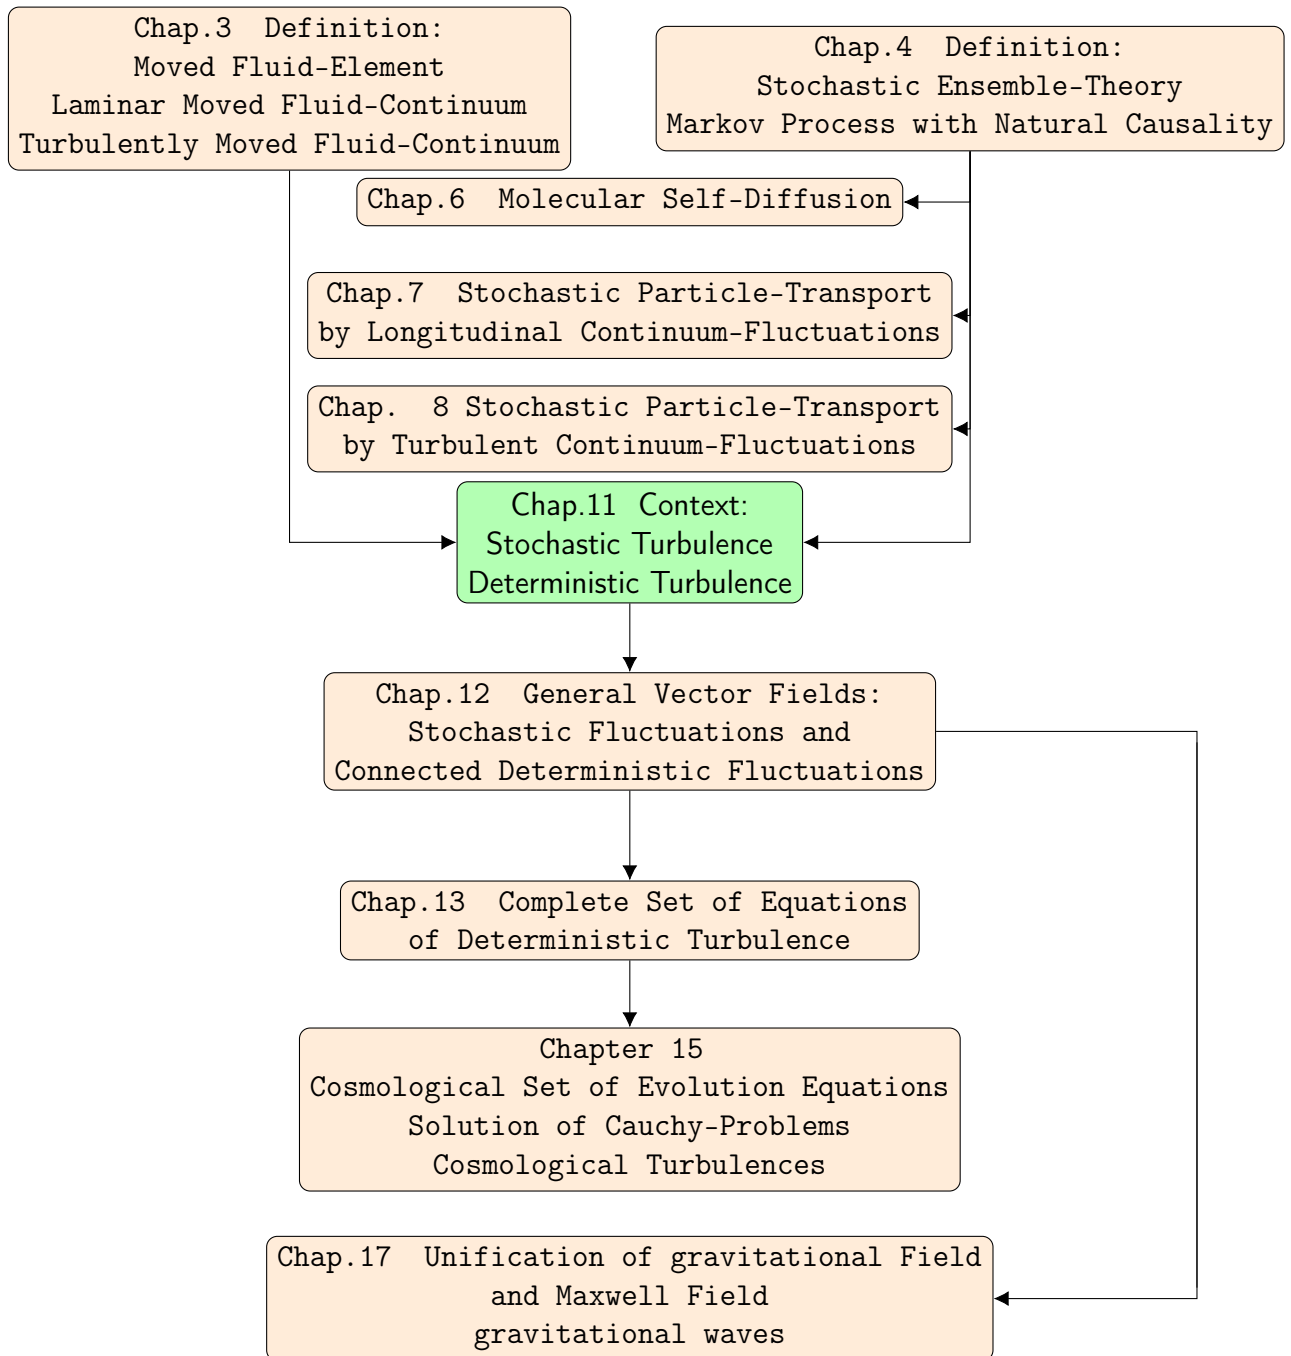 Chap.3 Definition:
Moved Fluid-Element
Laminar Moved Fluid-Continuum
Turbulently Moved Fluid-Continuum
Chap.4 Definition:
Stochastic Ensemble-Theory
Markov Process with Natural Causality
Chap.6 Molecular Self-Diffusion
Chap.7 Stochastic Particle-Transport
by Longitudinal Continuum-Fluctuations
Chap. 8 Stochastic Particle-Transport
by Turbulent Continuum-Fluctuations
Chap.11 Context:
Stochastic Turbulence
Deterministic Turbulence
Chap.12 General Vector Fields:
Stochastic Fluctuations and
Connected Deterministic Fluctuations
Chap.13 Complete Set of Equations
of Deterministic Turbulence
Chapter 15
Cosmological Set of Evolution Equations
Solution of Cauchy-Problems
Cosmological Turbulences
Chap.17 Unification of gravitational Field
and Maxwell Field
gravitational waves